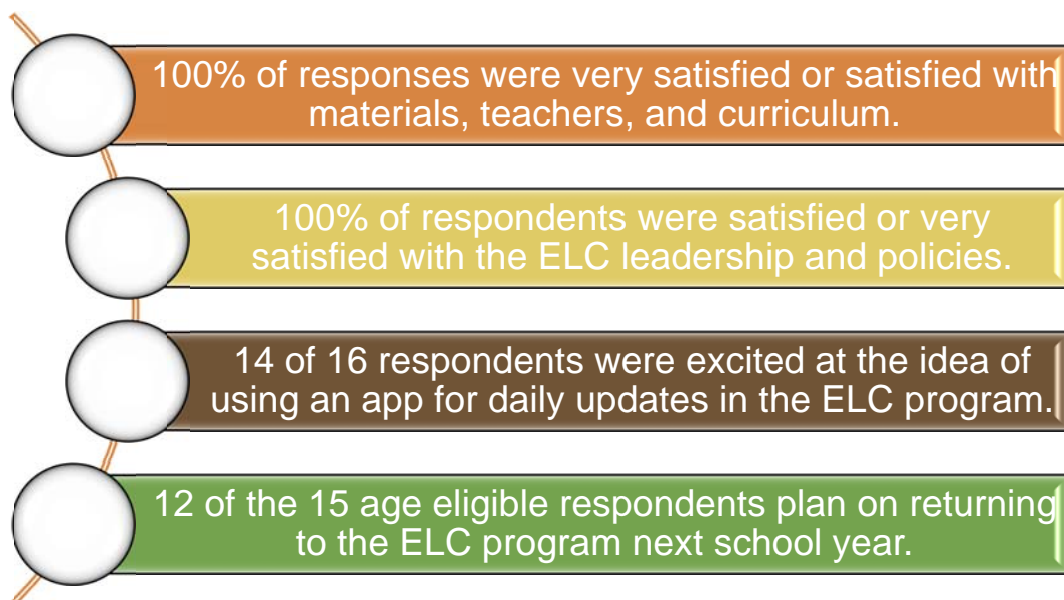 100% of responses were very satisfied or satisfied with
materials, teachers, and curriculum.
100% of respondents were satisfied or very
satisfied with the ELC leadership and policies.
14 of 16 respondents were excited at the idea of
using an app for daily updates in the ELC program.
12 of the 15 age eligible respondents plan on returning
to the ELC program next school year.